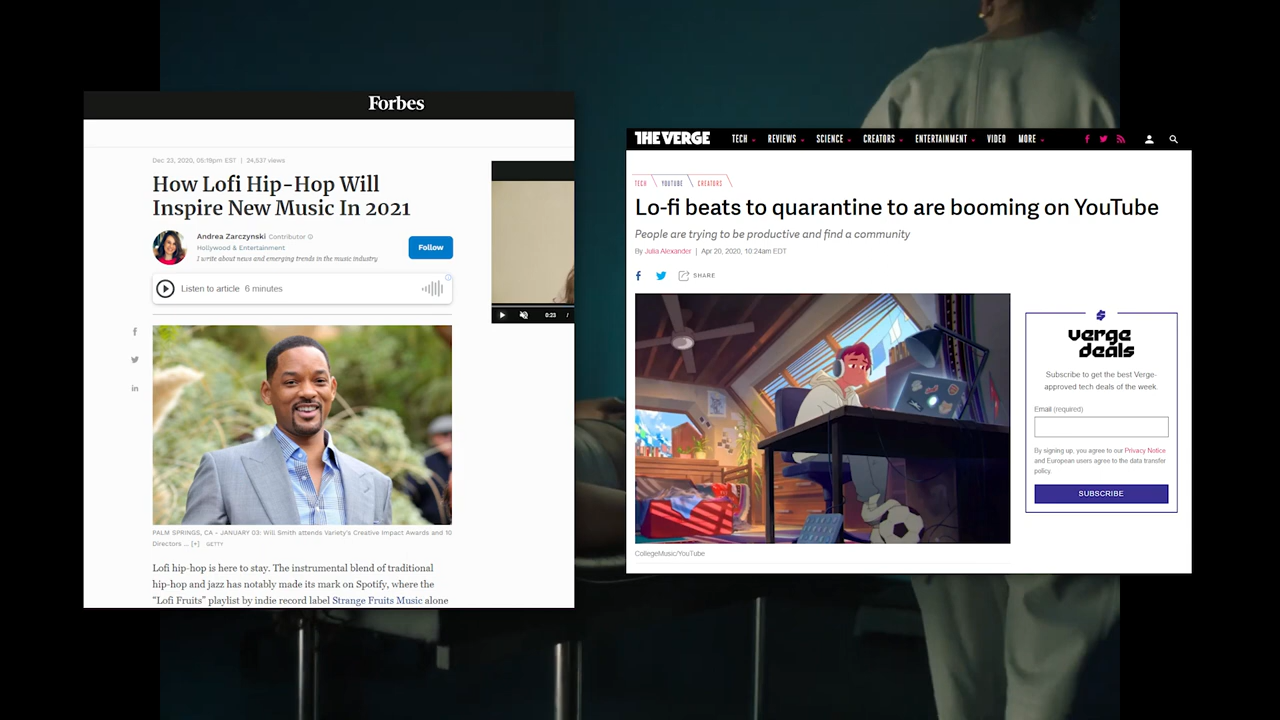 Forbes
Dec 23, 2020, 05:19pm EST | 24,527 views
How Lofi Hip-Hop Will
Inspire New Music In 2021
Andrea Zarczynski Contributor
Hollywood & Entertainment
I write about news and emerging trends in the music industry
Follow
Listen to article 6 minutes
0:23 /
PALM SPRINGS, CA - JANUARY 03: Will Smith attends Variety's Creative Impact Awards and 10
Directors ... [+] GETTY
Lofi hip-hop is here to stay. The instrumental blend of traditional
hip-hop and jazz has notably made its mark on Spotify, where the
“Lofi Fruits” playlist by indie record label Strange Fruits Music alone
THE VERGE TECH REVIEWS SCIENCE CREATORS ENTERTAINMENT VIDEO MORE
TECH YOUTUBE CREATORS
Lo-fi beats to quarantine to are booming on YouTube
People are trying to be productive and find a community
By Julia Alexander | Apr 20, 2020, 10:24am EDT
SHARE
CollegeMusic/YouTube
verge
deals
Subscribe to get the best Verge-
approved tech deals of the week.
Email (required)
By signing up, you agree to our Privacy Notice
and European users agree to the data transfer
policy.
SUBSCRIBE